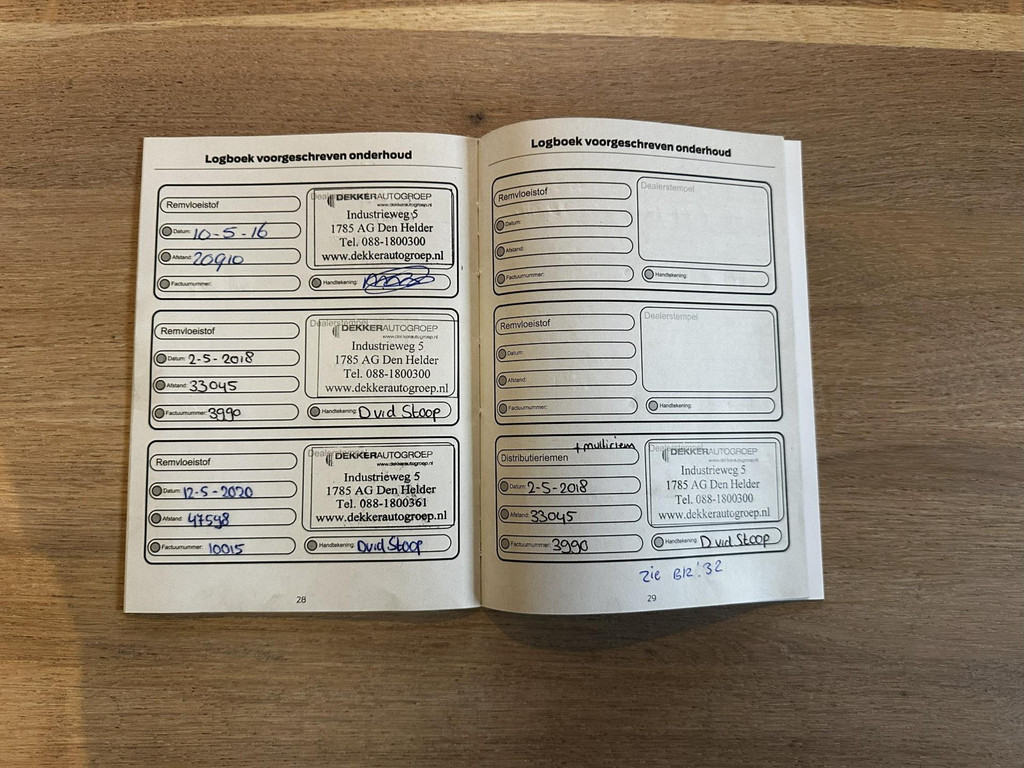 Logboek voorgeschreven onderhoud
Remvloeistof
Datum: 10-5-16
Afstand: 20910
Factuurnummer:
DEKKERAUTOGROEP
www.dekkerautogroep.nl
Industrieweg 5
1785 AG Den Helder
Tel. 088-1800300
www.dekkerautogroep.nl
Handtekening:
Remvloeistof
Datum: 2-5-2018
Afstand: 33045
Factuurnummer: 3990
DEKKERAUTOGROEP
www.dekkerautogroep.nl
Industrieweg 5
1785 AG Den Helder
Tel. 088-1800300
www.dekkerautogroep.nl
Handtekening: Dvid Stoop
Remvloeistof
Datum: 12-5-2020
Afstand: 47598
Factuurnummer: 10015
DEKKERAUTOGROEP
www.dekkerautogroep.nl
Industrieweg 5
1785 AG Den Helder
Tel. 088-1800361
www.dekkerautogroep.nl
Handtekening: Dvid Stoop
28
Logboek voorgeschreven onderhoud
Remvloeistof
Datum:
Afstand:
Factuurnummer:
Dealerstempel
Handtekening:
Remvloeistof
Datum:
Afstand:
Factuurnummer:
Dealerstempel
Handtekening:
+ multiriem
Distributieriemen
Datum: 2-5-2018
Afstand: 33045
Factuurnummer: 3990
DEKKERAUTOGROEP
www.dekkerautogroep.nl
Industrieweg 5
1785 AG Den Helder
Tel. 088-1800300
www.dekkerautogroep.nl
Handtekening: Dvid Stoop
zie BLZ: 32
29